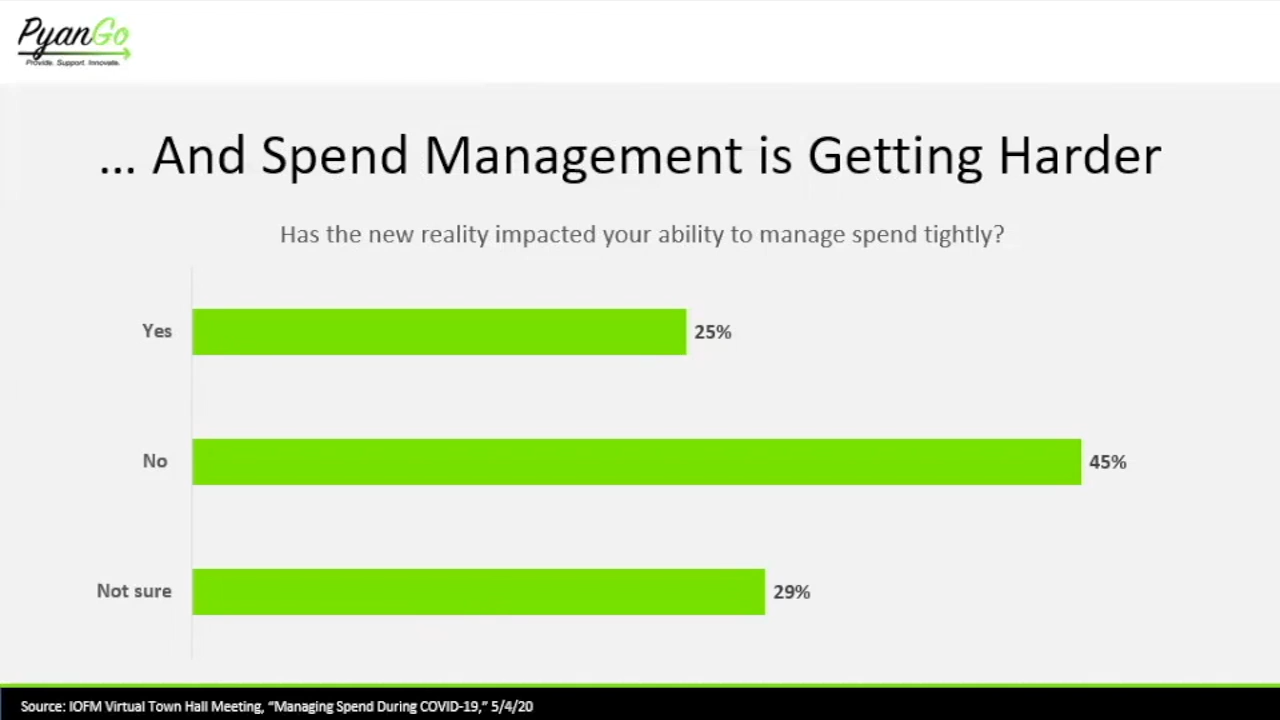 PyanGo
Provide. Support. Innovate.
... And Spend Management is Getting Harder
Has the new reality impacted your ability to manage spend tightly?
Yes
25%
No
45%
Not sure
29%
Source: IOFM Virtual Town Hall Meeting, “Managing Spend During COVID-19,” 5/4/20